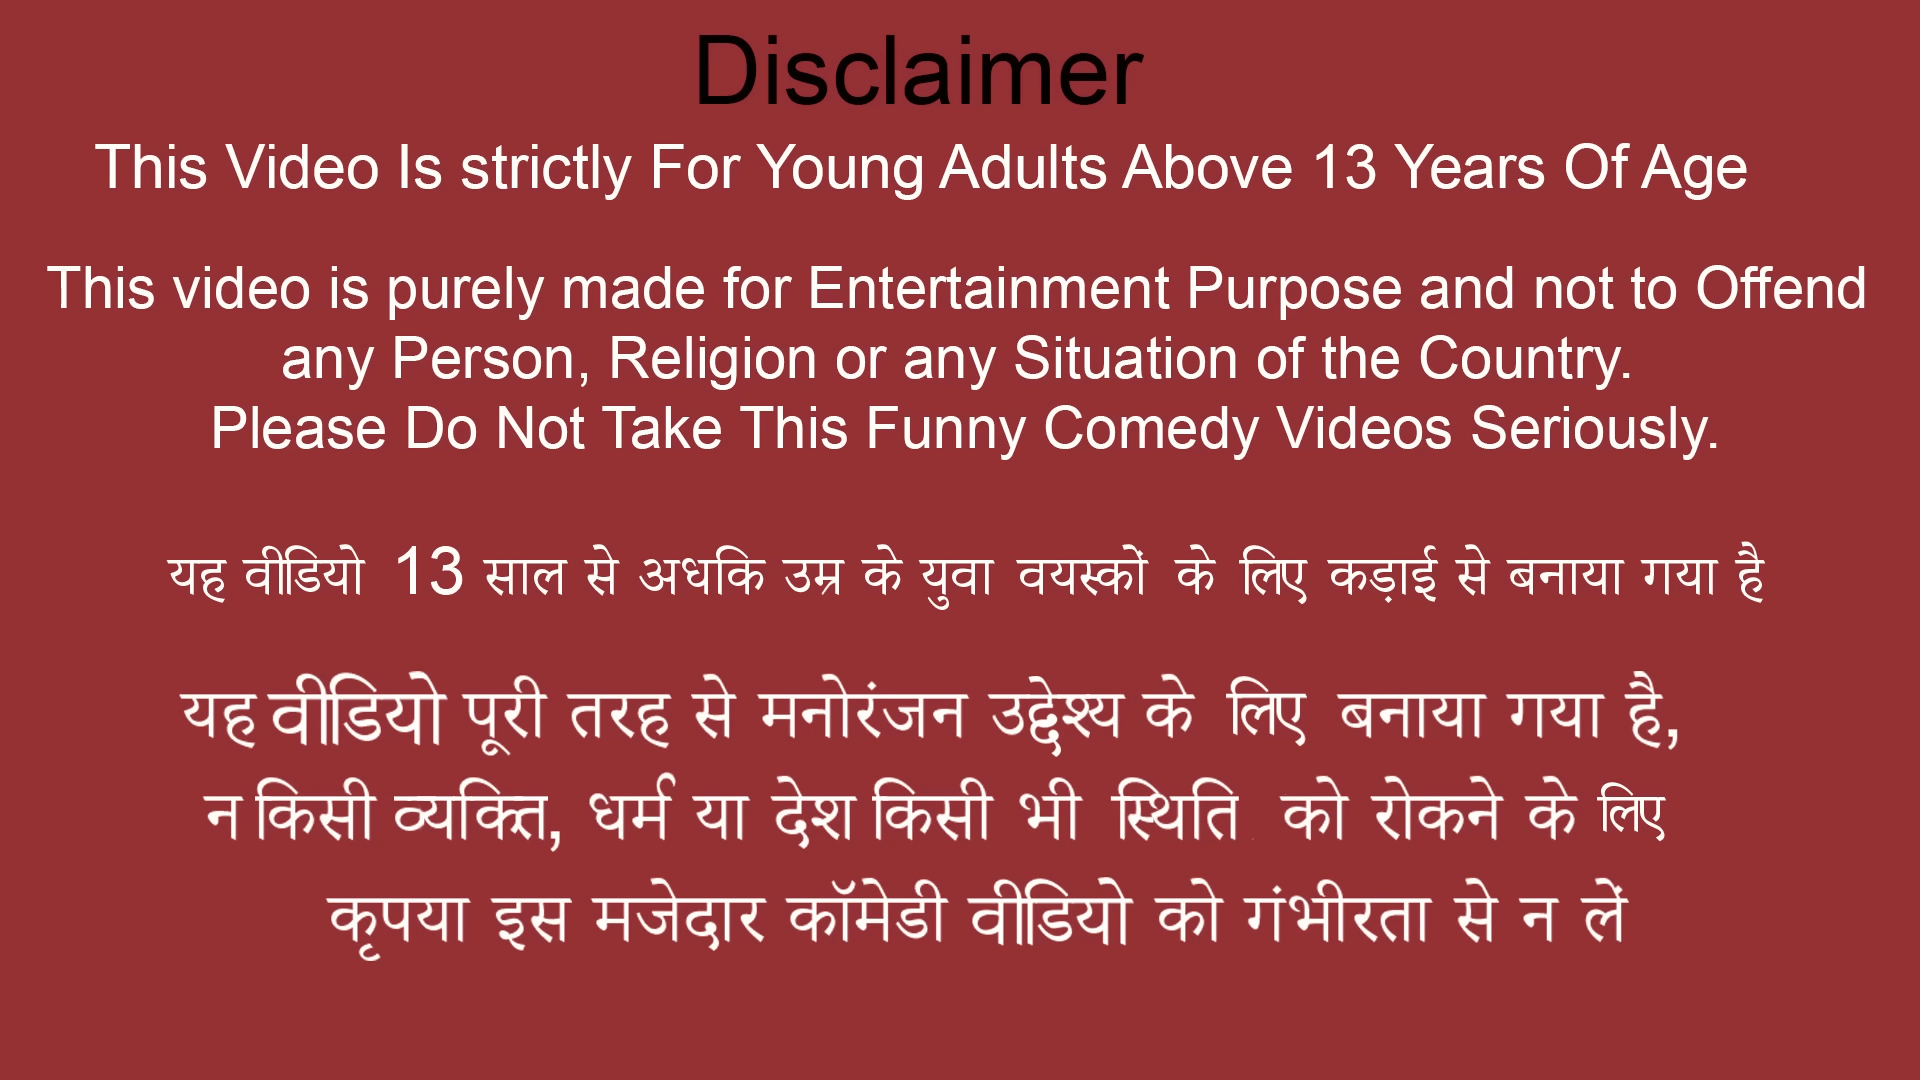 Disclaimer
This Video Is strictly For Young Adults Above 13 Years Of Age
This video is purely made for Entertainment Purpose and not to Offend
any Person, Religion or any Situation of the Country.
Please Do Not Take This Funny Comedy Videos Seriously.
यह वीडियो 13 साल से अधकि उम्र के युवा वयस्कों के लिए कड़ाई से बनाया गया है
यह वीडियो पूरी तरह से मनोरंजन उद्देश्य के लिए बनाया गया है,
न किसी व्यक्ति, धर्म या देश किसी भी स्थिति को रोकने के लिए
कृपया इस मजेदार कॉमेडी वीडियो को गंभीरता से न लें